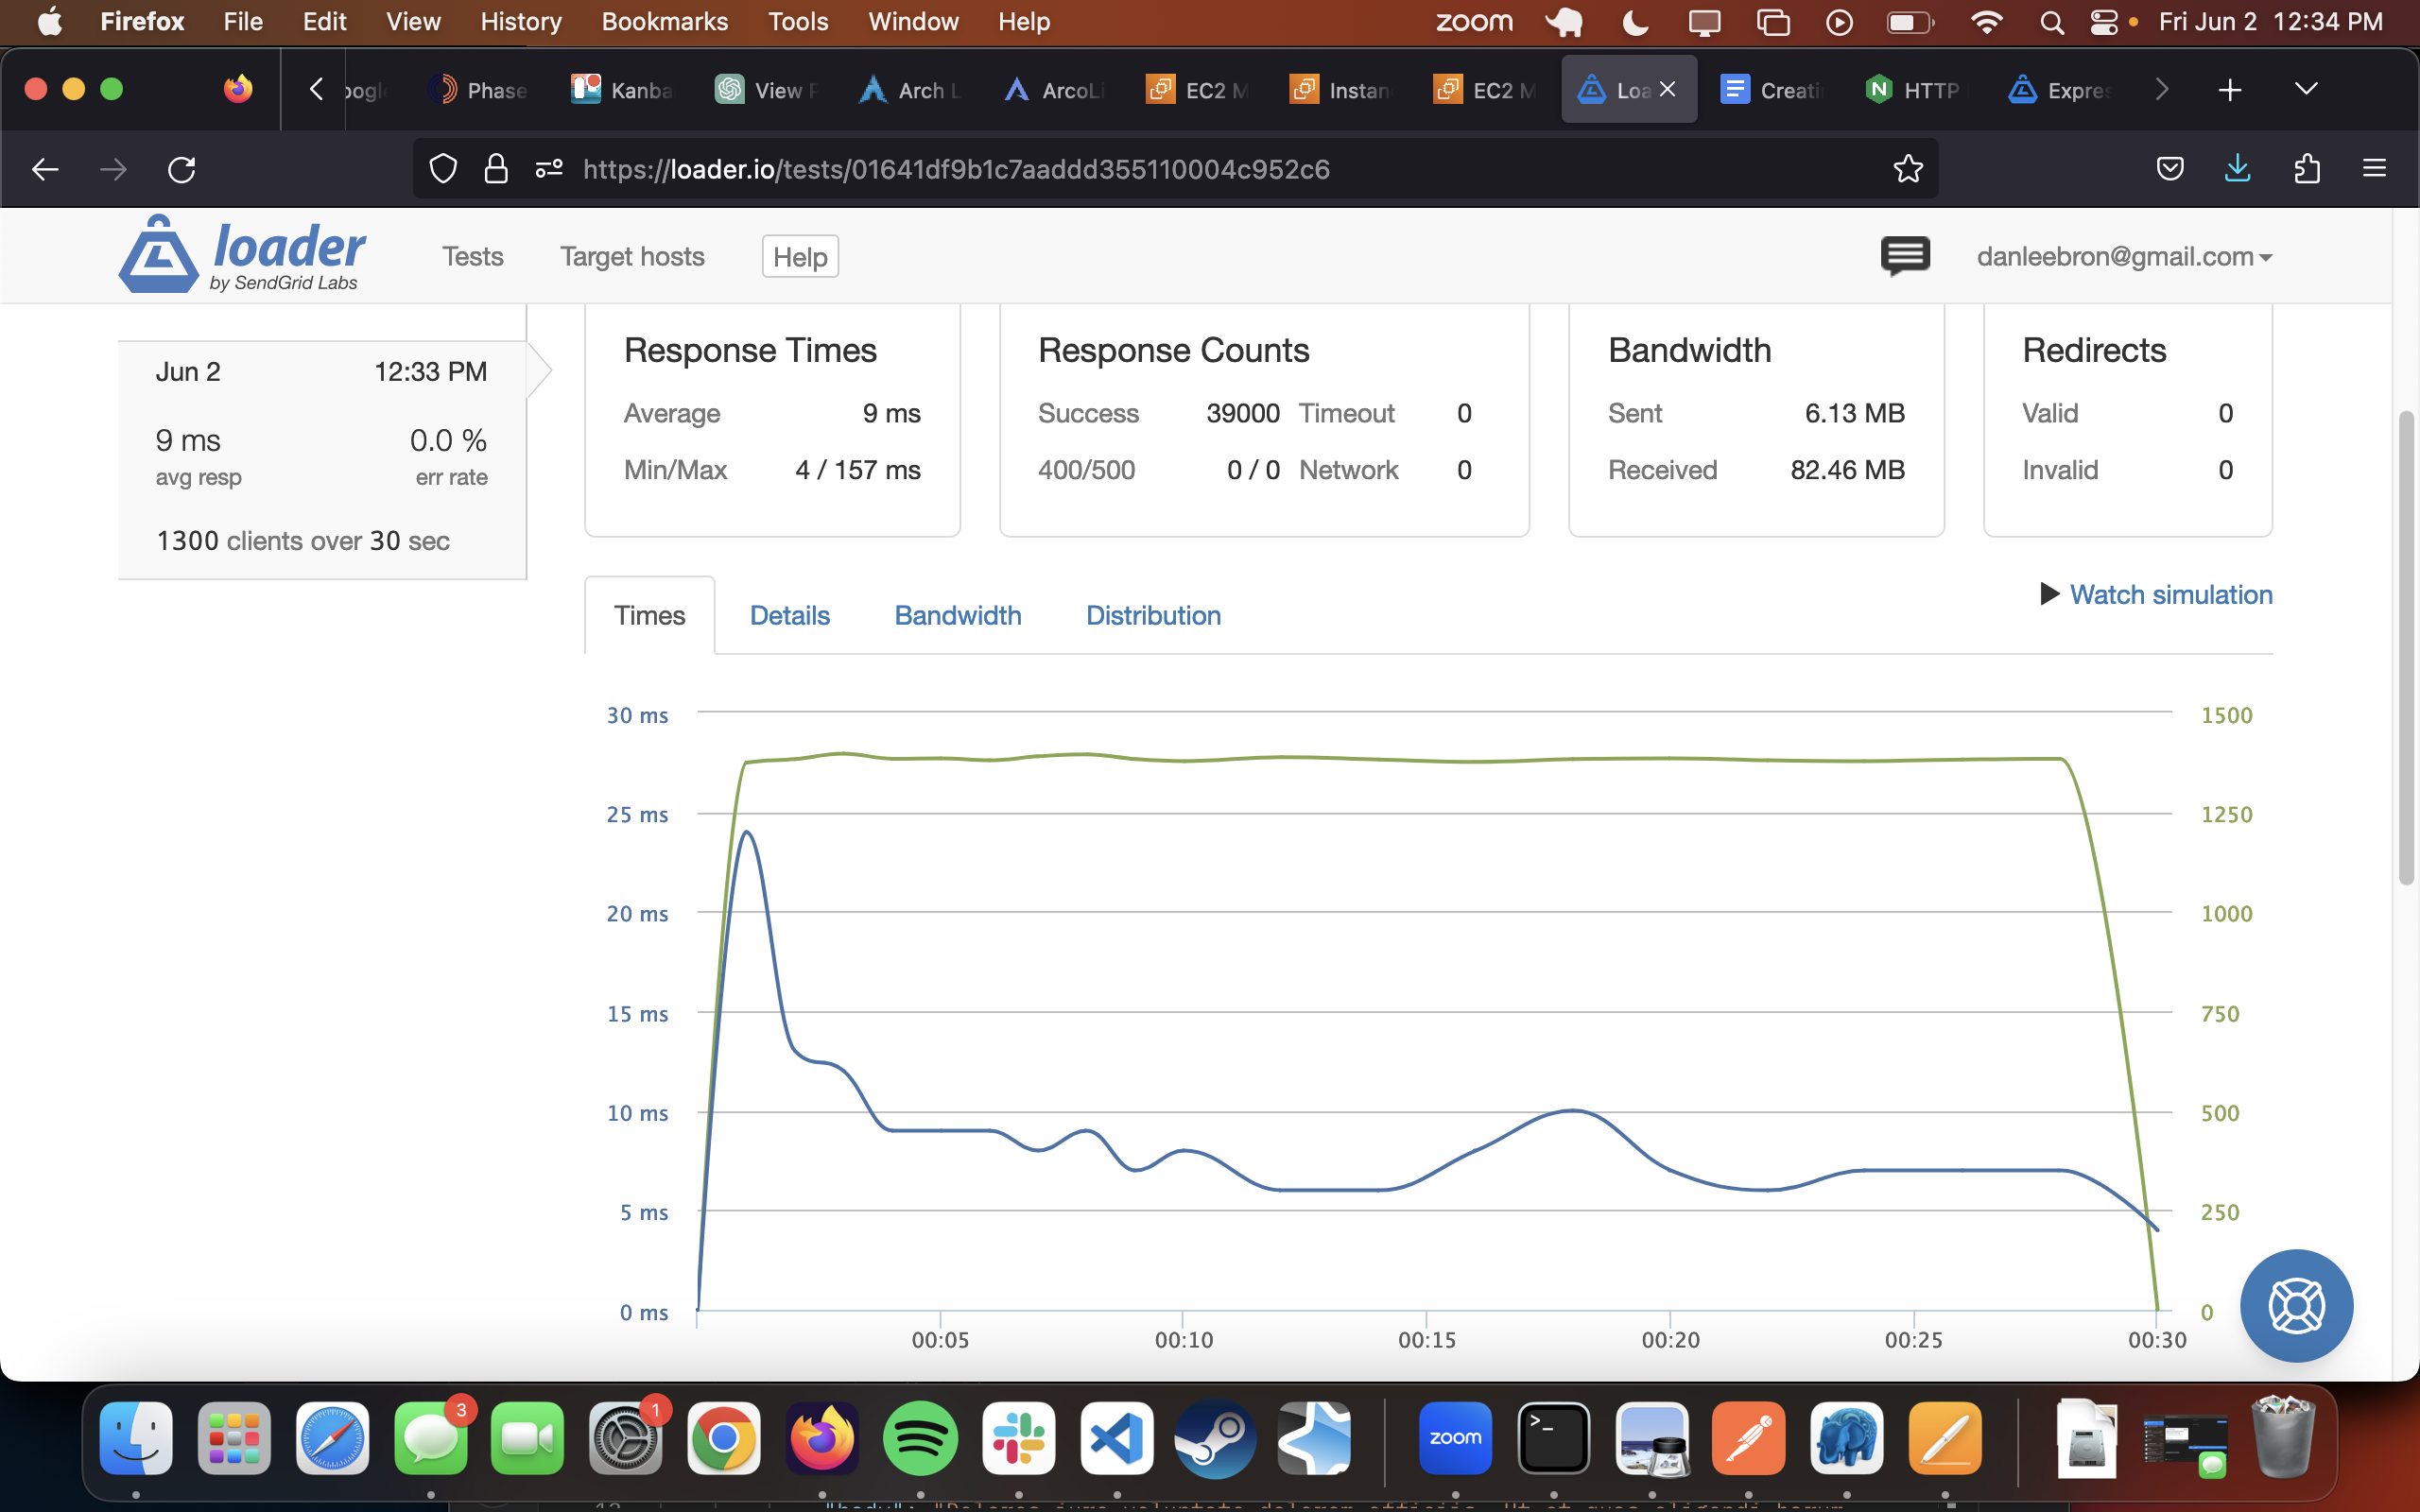 Firefox File Edit View History Bookmarks Tools Window Help zoom Fri Jun 2 12:34 PM
Phase Kanba View Arch L ArcoLi EC2 M Instan EC2 M Loa Creati HTTP Expres
https://loader.io/tests/01641df9b1c7aaddd355110004c952c6
loader
by SendGrid Labs
Tests Target hosts Help danleebron@gmail.com
Jun 2 12:33 PM
9 ms 0.0 %
avg resp err rate
1300 clients over 30 sec
Response Times
Average 9 ms
Min/Max 4 / 157 ms
Response Counts
Success 39000 Timeout 0
400/500 0 / 0 Network 0
Bandwidth
Sent 6.13 MB
Received 82.46 MB
Redirects
Valid 0
Invalid 0
Times Details Bandwidth Distribution
Watch simulation
30 ms 1500
25 ms 1250
20 ms 1000
15 ms 750
10 ms 500
5 ms 250
0 ms 0
00:05 00:10 00:15 00:20 00:25 00:30
3 1 zoom